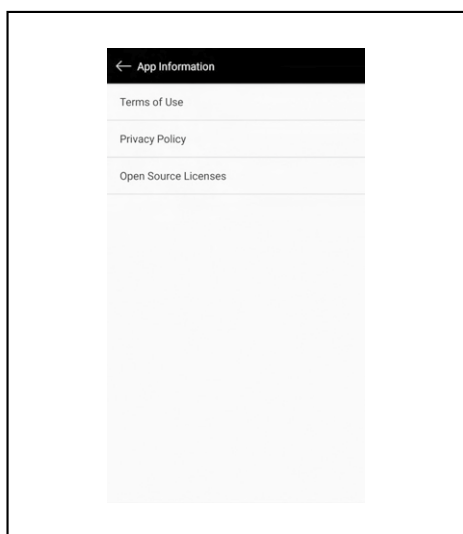 App Information
Terms of Use
Privacy Policy
Open Source Licenses